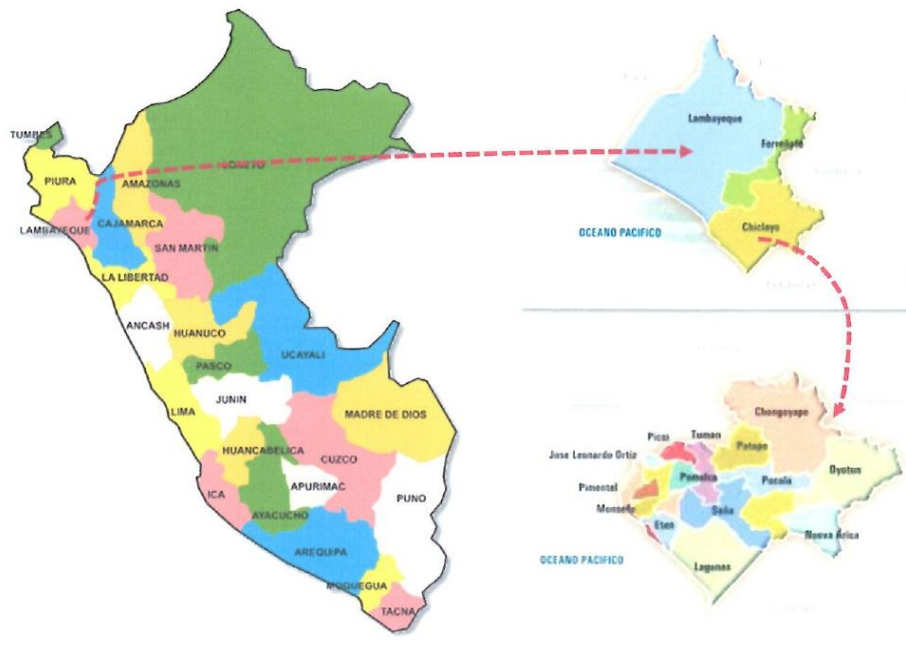 TUMBES
PIURA
LAMBAYEQUE
AMAZONAS
CAJAMARCA
LORETO
SAN MARTIN
LA LIBERTAD
ANCASH
HUANUCO
PASCO
UCAYALI
LIMA
JUNIN
MADRE DE DIOS
HUANCABELICA
CUZCO
ICA
APURIMAC
PUNO
AYACUCHO
AREQUIPA
MOQUEGUA
TACNA
Lambayeque
Ferreñafe
OCEANO PACIFICO
Chiclayo
Chongoyape
Picsi
Tuman
Patapo
Jose Leonardo Ortiz
Oyotun
Pimentel
Pomalca
Pucala
Monsefu
Saña
Eten
Nueva Arica
OCEANO PACIFICO
Lagunas